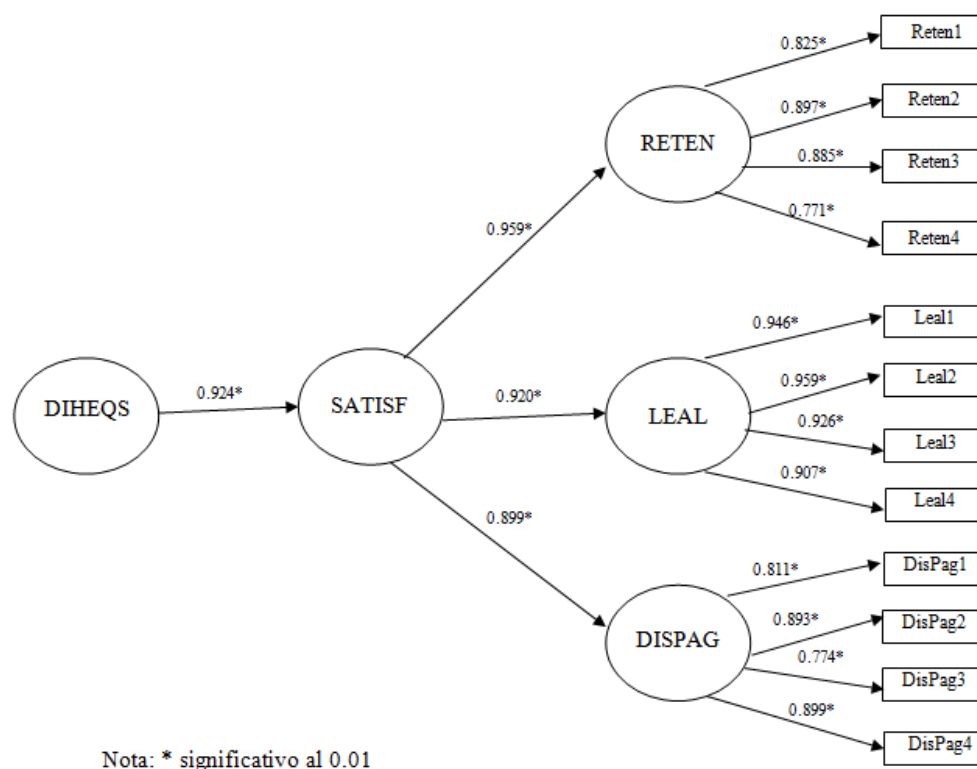 0.825*
Reten1
0.897*
Reten2
RETEN
0.885*
Reten3
0.771*
Reten4
0.959*
0.946*
Leal1
0.959*
Leal2
DIHEQS
0.924*
SATISF
0.920*
LEAL
0.926*
Leal3
0.907*
Leal4
0.899*
0.811*
DisPag1
0.893*
DisPag2
DISPAG
0.774*
DisPag3
0.899*
DisPag4
Nota: * significativo al 0.01